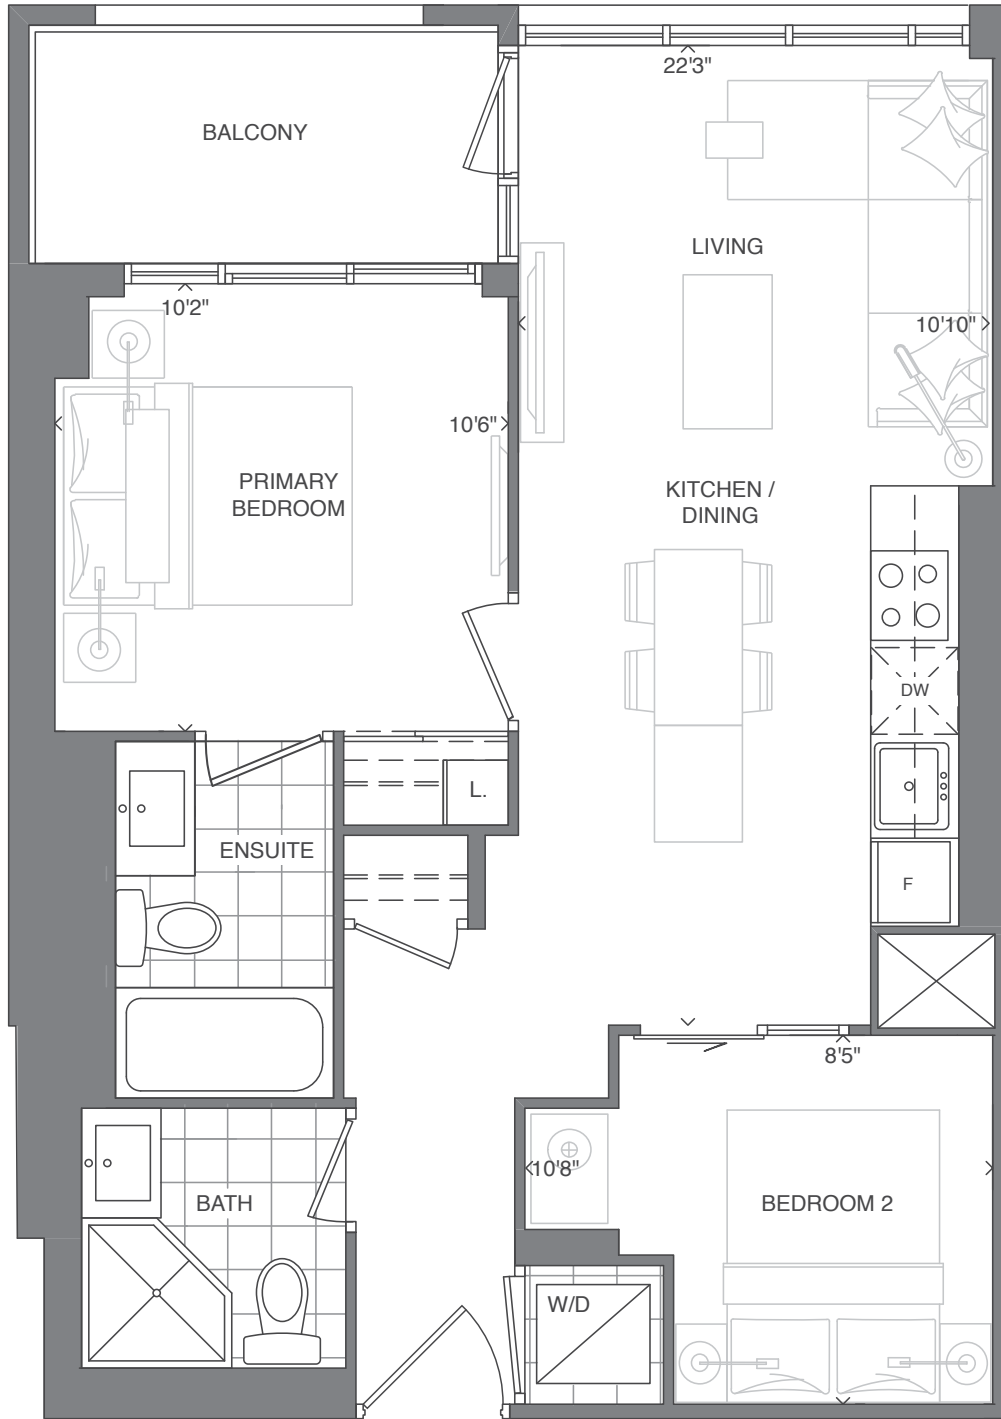 22'3"
BALCONY
LIVING
10'2"
10'10"
10'6"
PRIMARY
BEDROOM
KITCHEN /
DINING
DW
L.
ENSUITE
F
8'5"
10'8"
BATH
BEDROOM 2
W/D